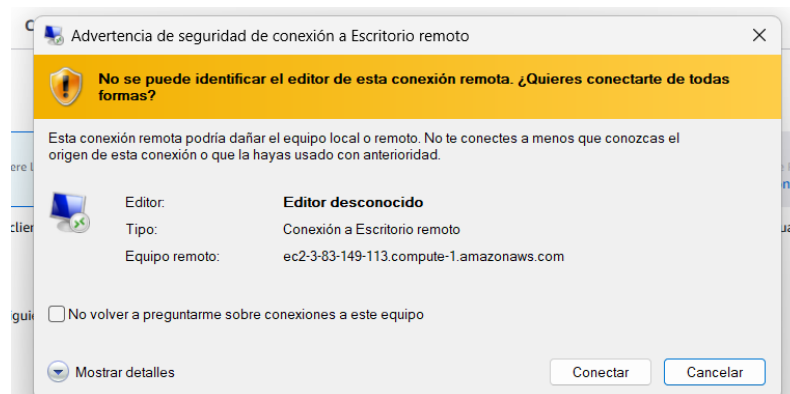 Advertencia de seguridad de conexión a Escritorio remoto
No se puede identificar el editor de esta conexión remota. ¿Quieres conectarte de todas
formas?
Esta conexión remota podría dañar el equipo local o remoto. No te conectes a menos que conozcas el
origen de esta conexión o que la hayas usado con anterioridad.
Editor: Editor desconocido
Tipo: Conexión a Escritorio remoto
Equipo remoto: ec2-3-83-149-113.compute-1.amazonaws.com
No volver a preguntarme sobre conexiones a este equipo
Mostrar detalles Conectar Cancelar